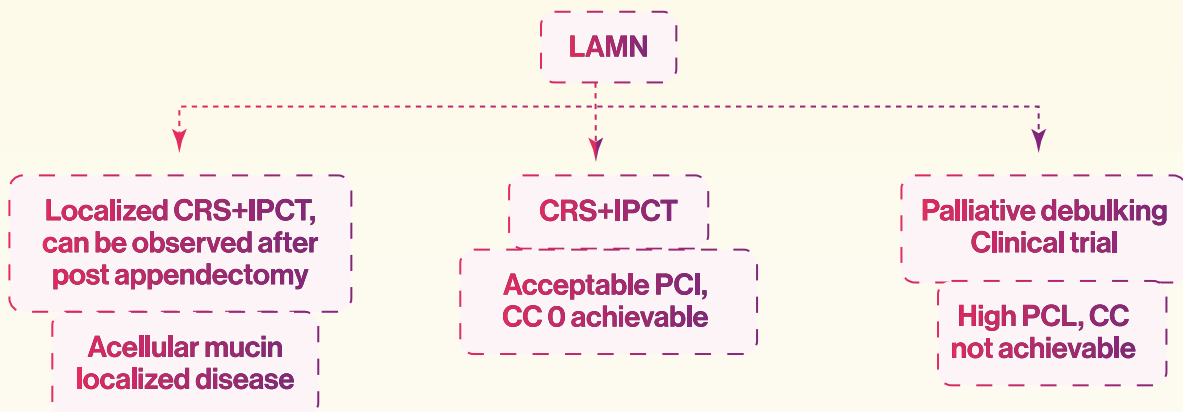 LAMN
Localized CRS+IPCT,
can be observed after
post appendectomy
Acellular mucin
localized disease
CRS+IPCT
Acceptable PCI,
CC 0 achievable
Palliative debulking
Clinical trial
High PCL, CC
not achievable